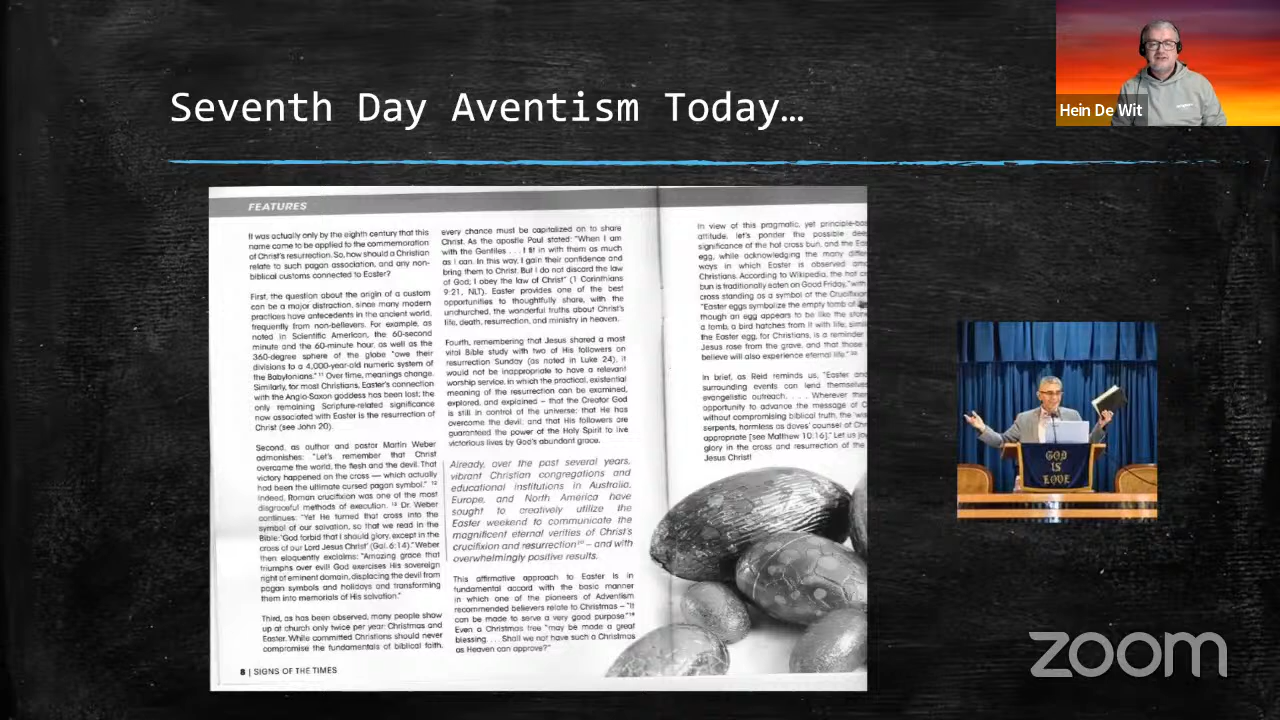 Seventh Day Aventism Today…
Hein De Wit
FEATURES
It was actually only by the eighth century that this
name came to be applied to the commemoration
of Christ's resurrection. So, how should a Christian
relate to such pagan association, and any non-
biblical customs connected to Easter?
First, the question about the origin of a custom
can be a major distraction, since many modern
practices have antecedents in the ancient world,
frequently from non-believers. For example, as
noted in Scientific American, the 60-second
minute and the 60-minute hour, as well as the
360-degree sphere of the globe "owe their
divisions to a 4,000-year-old numeric system of
the Babylonians." Over time, meanings change.
Similarly, for most Christians, Easter's connection
with the Anglo-Saxon goddess has been lost; the
only remaining Scripture-related significance
now associated with Easter is the resurrection of
Christ (see John 20).
Second, as author and pastor Martin Weber
admonishes: "Let's remember that Christ
overcame the world, the flesh and the devil. That
victory happened on the cross – which actually
had been the ultimate cursed pagan symbol."
Indeed, Roman crucifixion was one of the most
disgraceful methods of execution. Dr. Weber
continues: "Yet He turned that cross into the
symbol of our salvation, so that we read in the
Bible: 'God forbid that I should glory, except in the
cross of our Lord Jesus Christ' (Gal. 6:14)." Weber
then eloquently exclaims: "Amazing grace that
triumphs over evil! God exercises His sovereign
right of eminent domain, displacing the devil from
pagan symbols and holidays and transforming
them into memorials of His salvation."
Third, as has been observed, many people show
up at church only twice per year: Christmas and
Easter. While committed Christians should never
compromise the fundamentals of biblical faith,
8 | SIGNS OF THE TIMES
every chance must be capitalized on to share
Christ. As the apostle Paul stated: "When I am
with the Gentiles . . . I fit in with them as much
as I can. In this way, I gain their confidence and
bring them to Christ. But I do not discard the law
of God; I obey the law of Christ" (1 Corinthians
9:21, NLT). Easter provides one of the best
opportunities to thoughtfully share, with the
unchurched, the wonderful truths about Christ's
life, death, resurrection, and ministry in heaven.
Fourth, remembering that Jesus shared a most
vital Bible study with two of His followers on
resurrection Sunday (as noted in Luke 24), it
would not be inappropriate to have a relevant
worship service, in which the practical, existential
meaning of the resurrection can be examined,
explored, and explained – that the Creator God
is still in control of the universe; that He has
overcome the devil, and that His followers are
guaranteed the power of the Holy Spirit to live
victorious lives by God's abundant grace.
Already, over the past several years,
vibrant Christian congregations and
educational institutions in Australia,
Europe, and North America have
sought to creatively utilize the
Easter weekend to communicate the
magnificent eternal verities of Christ's
crucifixion and resurrection – and with
overwhelmingly positive results.
This affirmative approach to Easter is in
fundamental accord with the basic manner
in which one of the pioneers of Adventism
recommended believers relate to Christmas – "it
can be made to serve a very good purpose."
Even a Christmas tree "may be made a great
blessing. . . . Shall we not have such a Christmas
as Heaven can approve?"
In view of this pragmatic, yet principle-bas
attitude, let's ponder the possible dee
significance of the hot cross bun, and the Eas
egg, while acknowledging the many differ
ways in which Easter is observed amo
Christians. According to Wikipedia, the hot cr
bun is traditionally eaten on Good Friday, "with
cross standing as a symbol of the Crucifixion
"Easter eggs symbolize the empty tomb of
though an egg appears to be like the stone
a tomb, a bird hatches from it with life; simil
the Easter egg, for Christians, is a reminder
Jesus rose from the grave, and that those
believe will also experience eternal life."
In brief, as Reid reminds us, "Easter and
surrounding events can lend themselves
evangelistic outreach. . . . Wherever ther
opportunity to advance the message of C
without compromising biblical truth, the 'wis
serpents, harmless as doves' counsel of Chr
appropriate [see Matthew 10:16]." Let us joy
glory in the cross and resurrection of the
Jesus Christ!
GOD
IS
LOVE
zoom